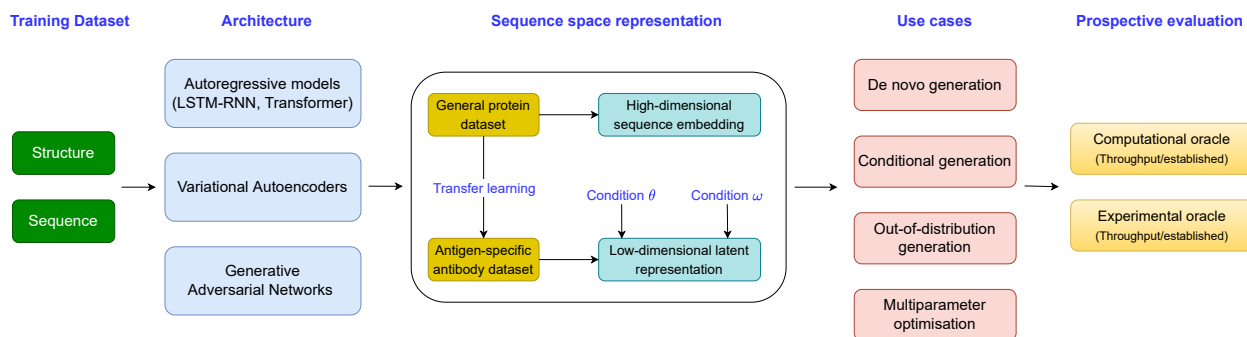 Training Dataset
Architecture
Sequence space representation
Use cases
Prospective evaluation
Structure
Sequence
Autoregressive models
(LSTM-RNN, Transformer)
Variational Autoencoders
Generative
Adversarial Networks
General protein
dataset
High-dimensional
sequence embedding
Transfer learning
Condition θ
Condition ω
Antigen-specific
antibody dataset
Low-dimensional latent
representation
De novo generation
Conditional generation
Out-of-distribution
generation
Multiparameter
optimisation
Computational oracle
(Throughput/established)
Experimental oracle
(Throughput/established)